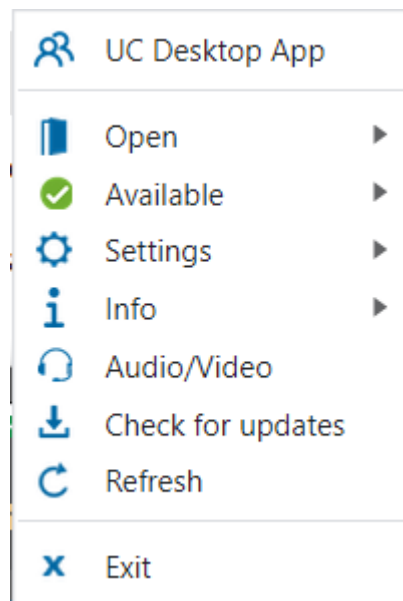 UC Desktop App
Open
Available
Settings
Info
Audio/Video
Check for updates
Refresh
Exit